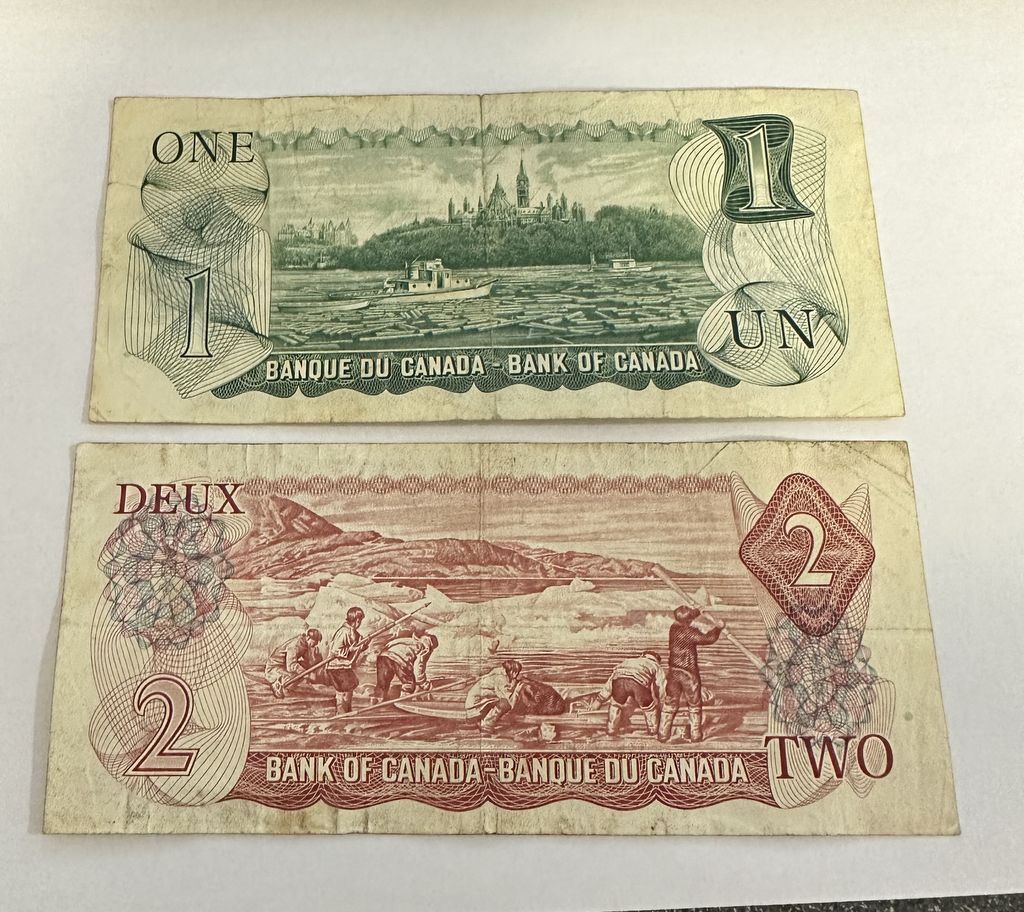 ONE
1
1
UN
BANQUE DU CANADA - BANK OF CANADA
DEUX
2
2
BANK OF CANADA-BANQUE DU CANADA
TWO